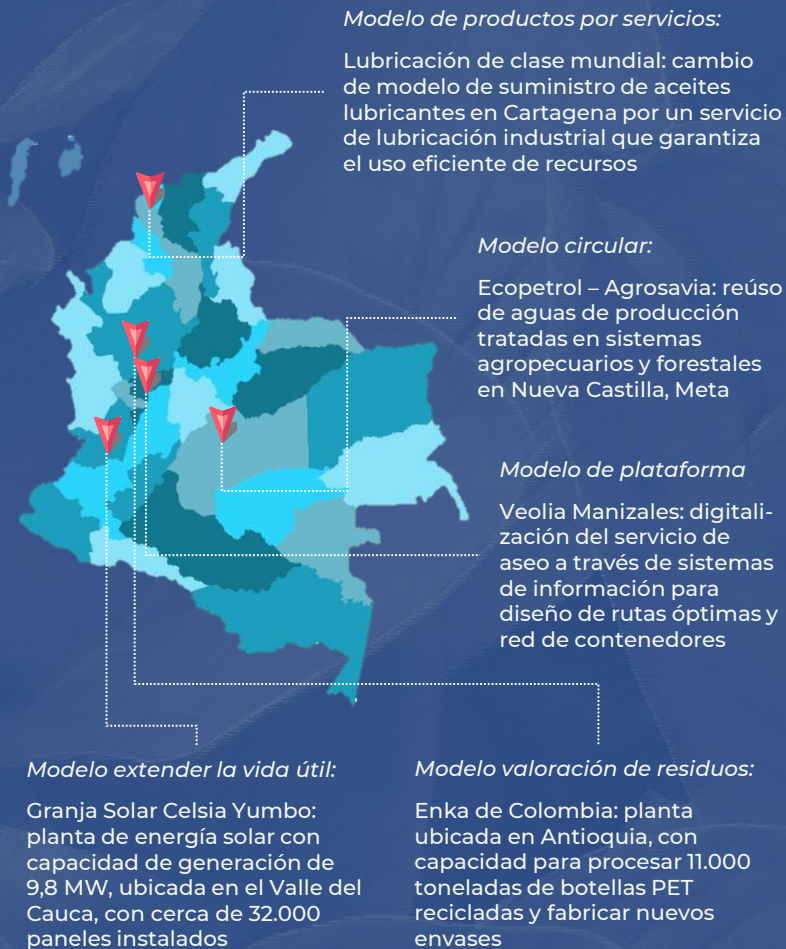 Modelo de productos por servicios:
Lubricación de clase mundial: cambio
de modelo de suministro de aceites
lubricantes en Cartagena por un servicio
de lubricación industrial que garantiza
el uso eficiente de recursos
Modelo circular:
Ecopetrol – Agrosavia: reúso
de aguas de producción
tratadas en sistemas
agropecuarios y forestales
en Nueva Castilla, Meta
Modelo de plataforma
Veolia Manizales: digitali-
zación del servicio de
aseo a través de sistemas
de información para
diseño de rutas óptimas y
red de contenedores
Modelo extender la vida útil:
Granja Solar Celsia Yumbo:
planta de energía solar con
capacidad de generación de
9,8 MW, ubicada en el Valle del
Cauca, con cerca de 32.000
paneles instalados
Modelo valoración de residuos:
Enka de Colombia: planta
ubicada en Antioquia, con
capacidad para procesar 11.000
toneladas de botellas PET
recicladas y fabricar nuevos
envases